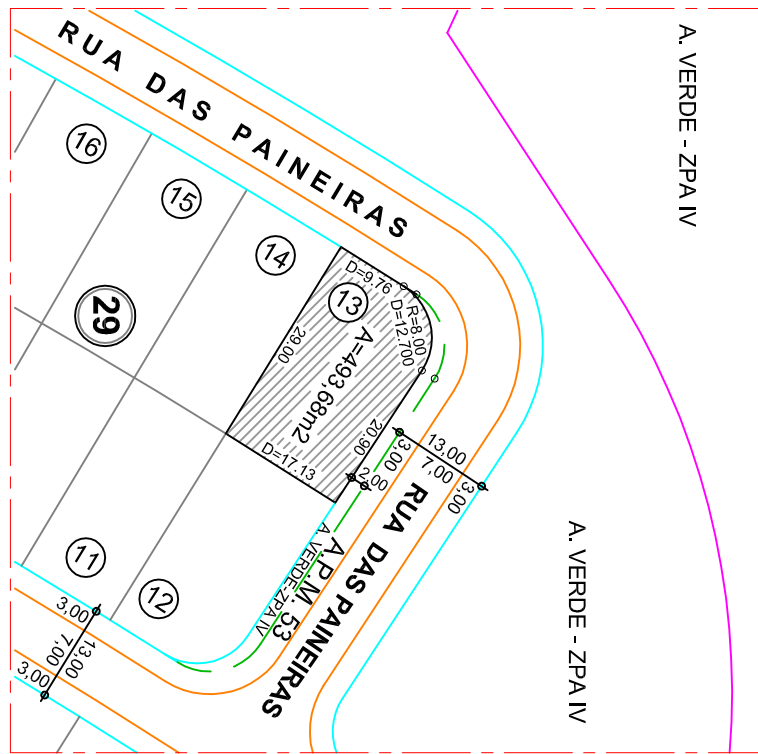 RUA DAS PAINEIRAS
A. VERDE - ZPA IV
16
15
14
13
29
D=9.76
R=8.00
D=12.700
29.00
A=493,68m2
20.90
D=17.13
2,00
3,00
13,00
7,00
3,00
RUA DAS PAINEIRAS
A. VERDE - ZPA IV
A. VERDE-ZPA IV
A.P.M. 53
11
12
3,00
7,00
13,00
3,00